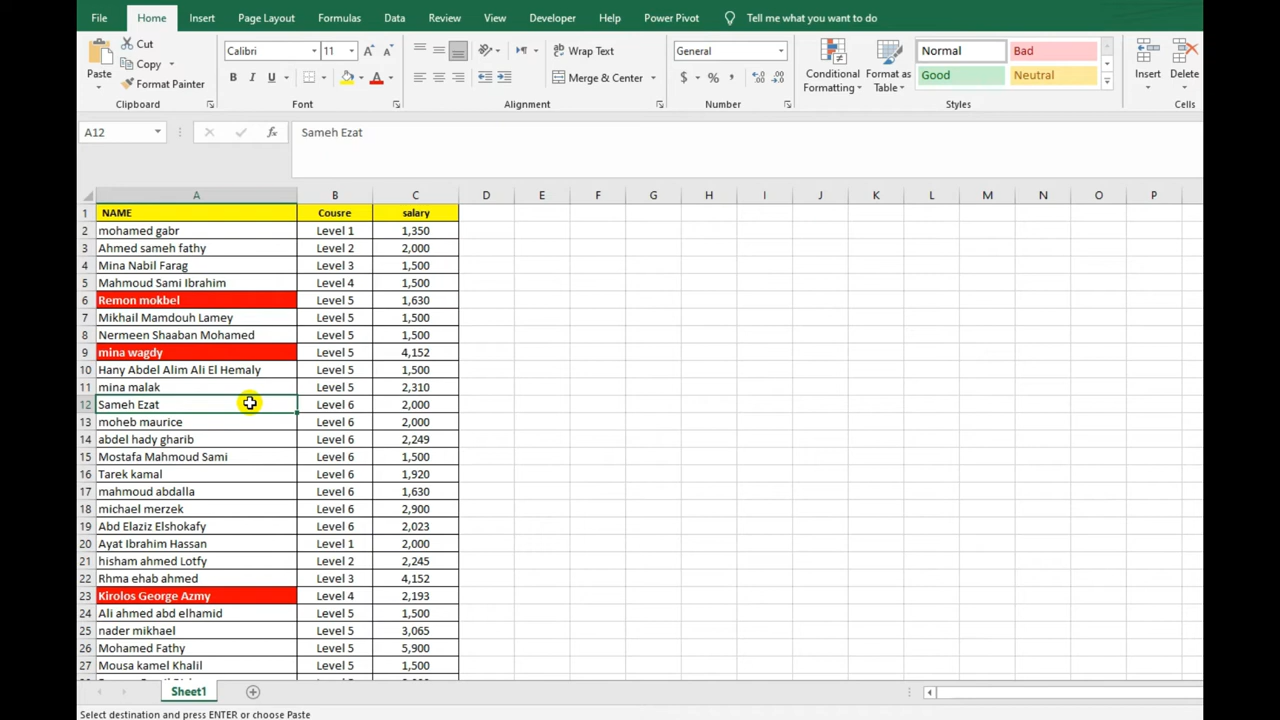 File Home Insert Page Layout Formulas Data Review View Developer Help Power Pivot Tell me what you want to do
Paste
Cut
Copy
Format Painter
Clipboard
Calibri 11
B I U A
Font
Wrap Text
Merge & Center
Alignment
General
$ % ,
Number
Conditional Formatting
Format as Table
Normal Bad
Good Neutral
Styles
Insert Delete
Cells
A12 fx Sameh Ezat
A B C D E F G H I J K L M N O P
1 NAME Cousre salary
2 mohamed gabr Level 1 1,350
3 Ahmed sameh fathy Level 2 2,000
4 Mina Nabil Farag Level 3 1,500
5 Mahmoud Sami Ibrahim Level 4 1,500
6 Remon mokbel Level 5 1,630
7 Mikhail Mamdouh Lamey Level 5 1,500
8 Nermeen Shaaban Mohamed Level 5 1,500
9 mina wagdy Level 5 4,152
10 Hany Abdel Alim Ali El Hemaly Level 5 1,500
11 mina malak Level 5 2,310
12 Sameh Ezat Level 6 2,000
13 moheb maurice Level 6 2,000
14 abdel hady gharib Level 6 2,249
15 Mostafa Mahmoud Sami Level 6 1,500
16 Tarek kamal Level 6 1,920
17 mahmoud abdalla Level 6 1,630
18 michael merzek Level 6 2,900
19 Abd Elaziz Elshokafy Level 6 2,023
20 Ayat Ibrahim Hassan Level 1 2,000
21 hisham ahmed Lotfy Level 2 2,245
22 Rhma ehab ahmed Level 3 4,152
23 Kirolos George Azmy Level 4 2,193
24 Ali ahmed abd elhamid Level 5 1,500
25 nader mikhael Level 5 3,065
26 Mohamed Fathy Level 5 5,900
27 Mousa kamel Khalil Level 5 1,500
Sheet1
Select destination and press ENTER or choose Paste